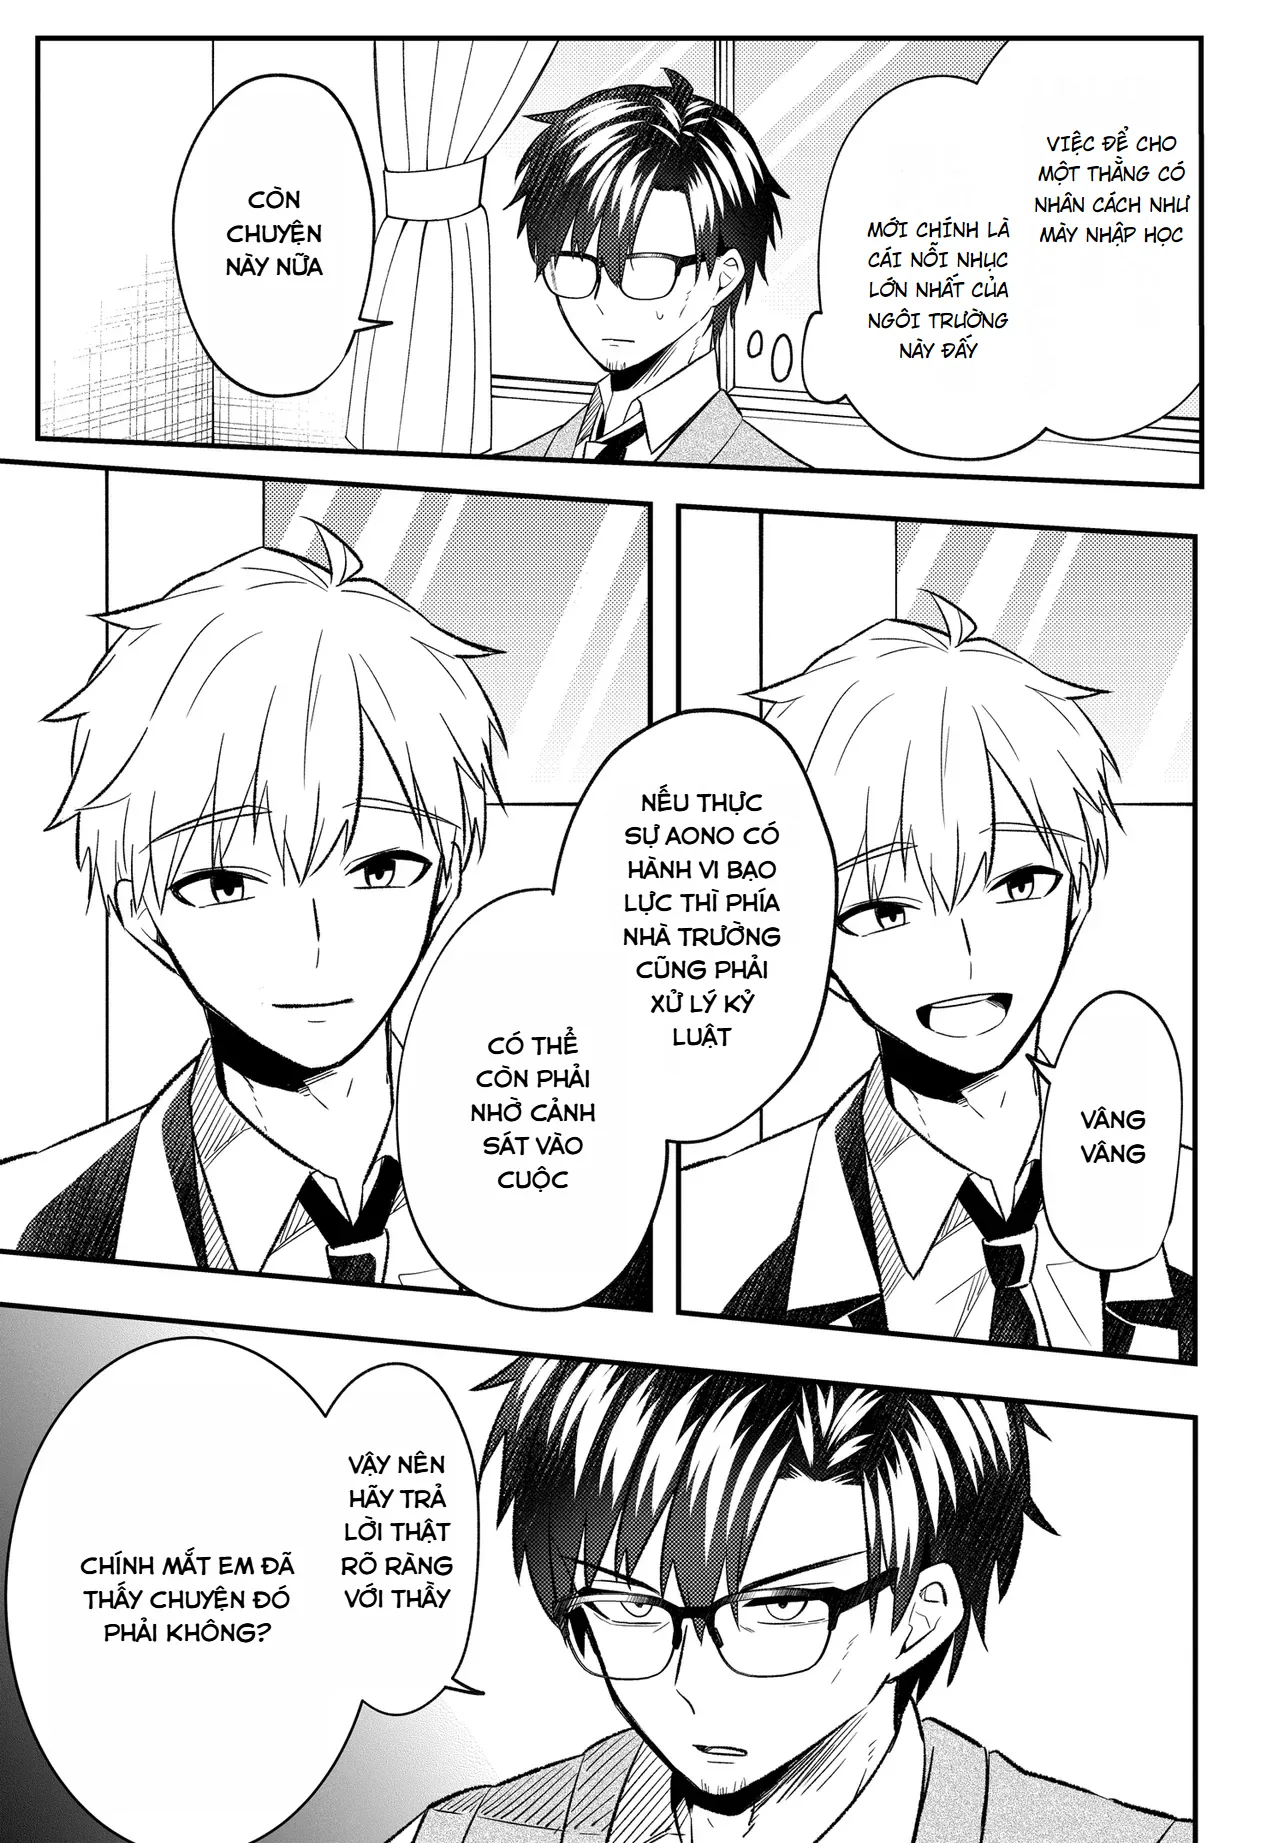 VIỆC ĐỂ CHO
MỘT THẰNG CÓ
NHÂN CÁCH NHƯ
MÀY NHẬP HỌC
MỚI CHÍNH LÀ
CÁI NỖI NHỤC
LỚN NHẤT CỦA
NGÔI TRƯỜNG
NÀY ĐẤY
CÒN
CHUYỆN
NÀY NỮA
VÂNG
VÂNG
NẾU THỰC
SỰ AONO CÓ
HÀNH VI BẠO
LỰC THÌ PHÍA
NHÀ TRƯỜNG
CŨNG PHẢI
XỬ LÝ KỶ
LUẬT
CÓ THỂ
CÒN PHẢI
NHỜ CẢNH
SÁT VÀO
CUỘC
VẬY NÊN
HÃY TRẢ
LỜI THẬT
RÕ RÀNG
VỚI THẦY
CHÍNH MẮT EM ĐÃ
THẤY CHUYỆN ĐÓ
PHẢI KHÔNG?